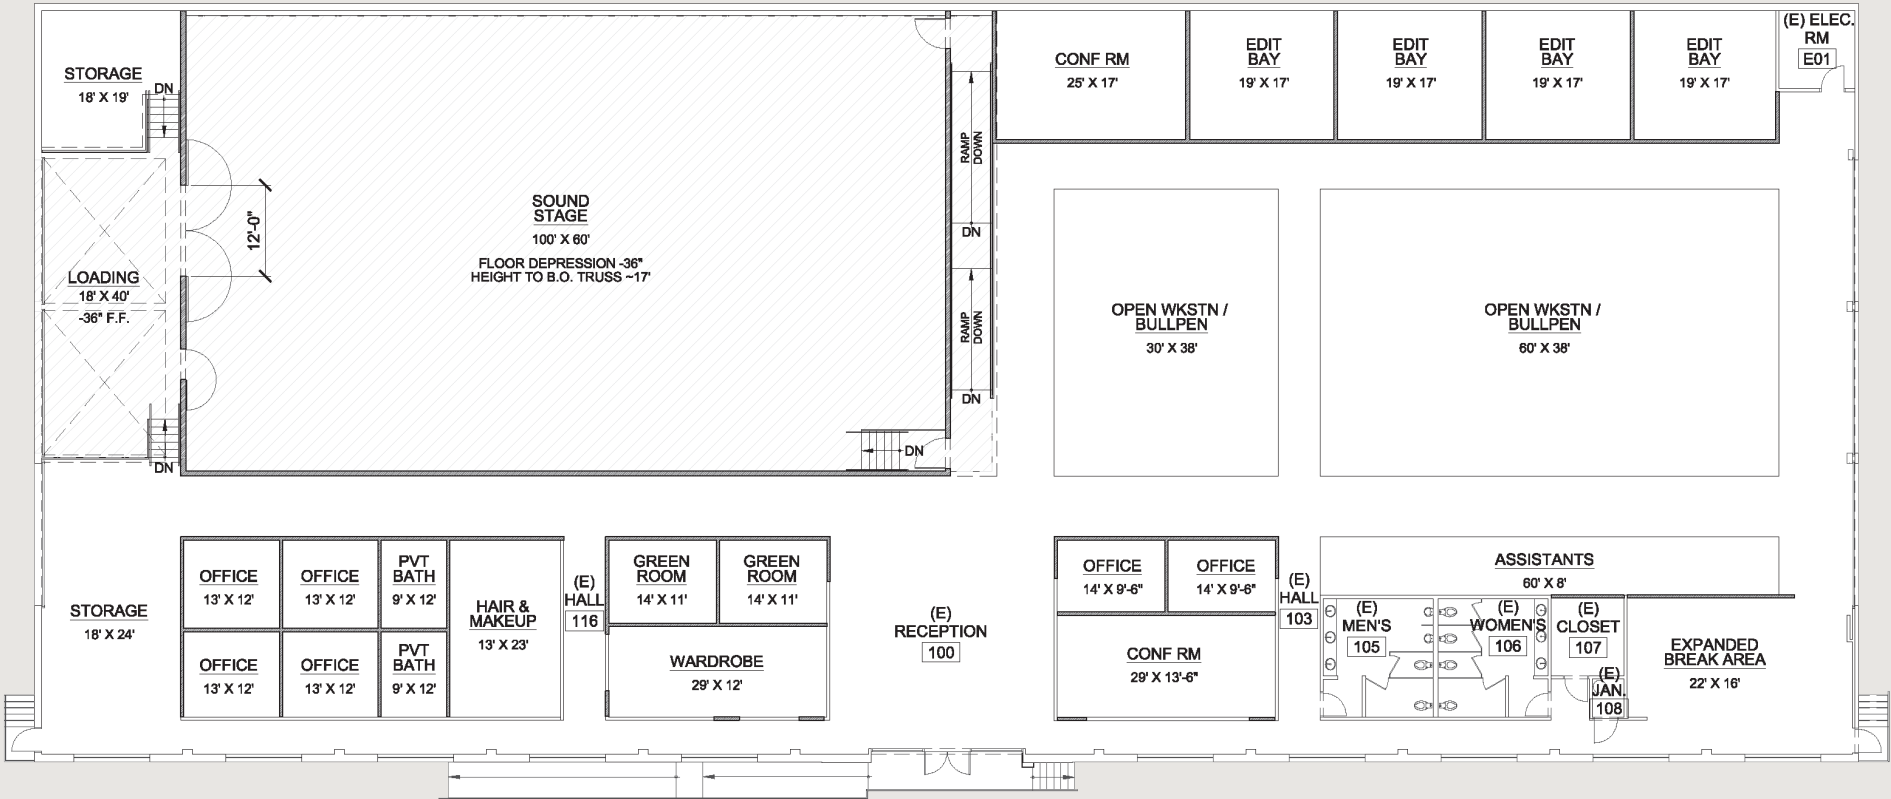 STORAGE
18' X 19'
DN
SOUND
STAGE
100' X 60'
FLOOR DEPRESSION -36"
HEIGHT TO B.O. TRUSS ~17'
12'-0"
LOADING
18' X 40'
-36" F.F.
DN
RAMP
DOWN
DN
RAMP
DOWN
DN
DN
CONF RM
25' X 17'
EDIT
BAY
19' X 17'
EDIT
BAY
19' X 17'
EDIT
BAY
19' X 17'
EDIT
BAY
19' X 17'
(E) ELEC.
RM
E01
OPEN WKSTN /
BULLPEN
30' X 38'
OPEN WKSTN /
BULLPEN
60' X 38'
STORAGE
18' X 24'
OFFICE
13' X 12'
OFFICE
13' X 12'
PVT
BATH
9' X 12'
OFFICE
13' X 12'
OFFICE
13' X 12'
PVT
BATH
9' X 12'
HAIR &
MAKEUP
13' X 23'
(E)
HALL
116
GREEN
ROOM
14' X 11'
GREEN
ROOM
14' X 11'
WARDROBE
29' X 12'
(E)
RECEPTION
100
OFFICE
14' X 9'-6"
OFFICE
14' X 9'-6"
CONF RM
29' X 13'-6"
(E)
HALL
103
ASSISTANTS
60' X 8'
(E)
MEN'S
105
(E)
WOMEN'S
106
(E)
CLOSET
107
(E)
JAN.
108
EXPANDED
BREAK AREA
22' X 16'